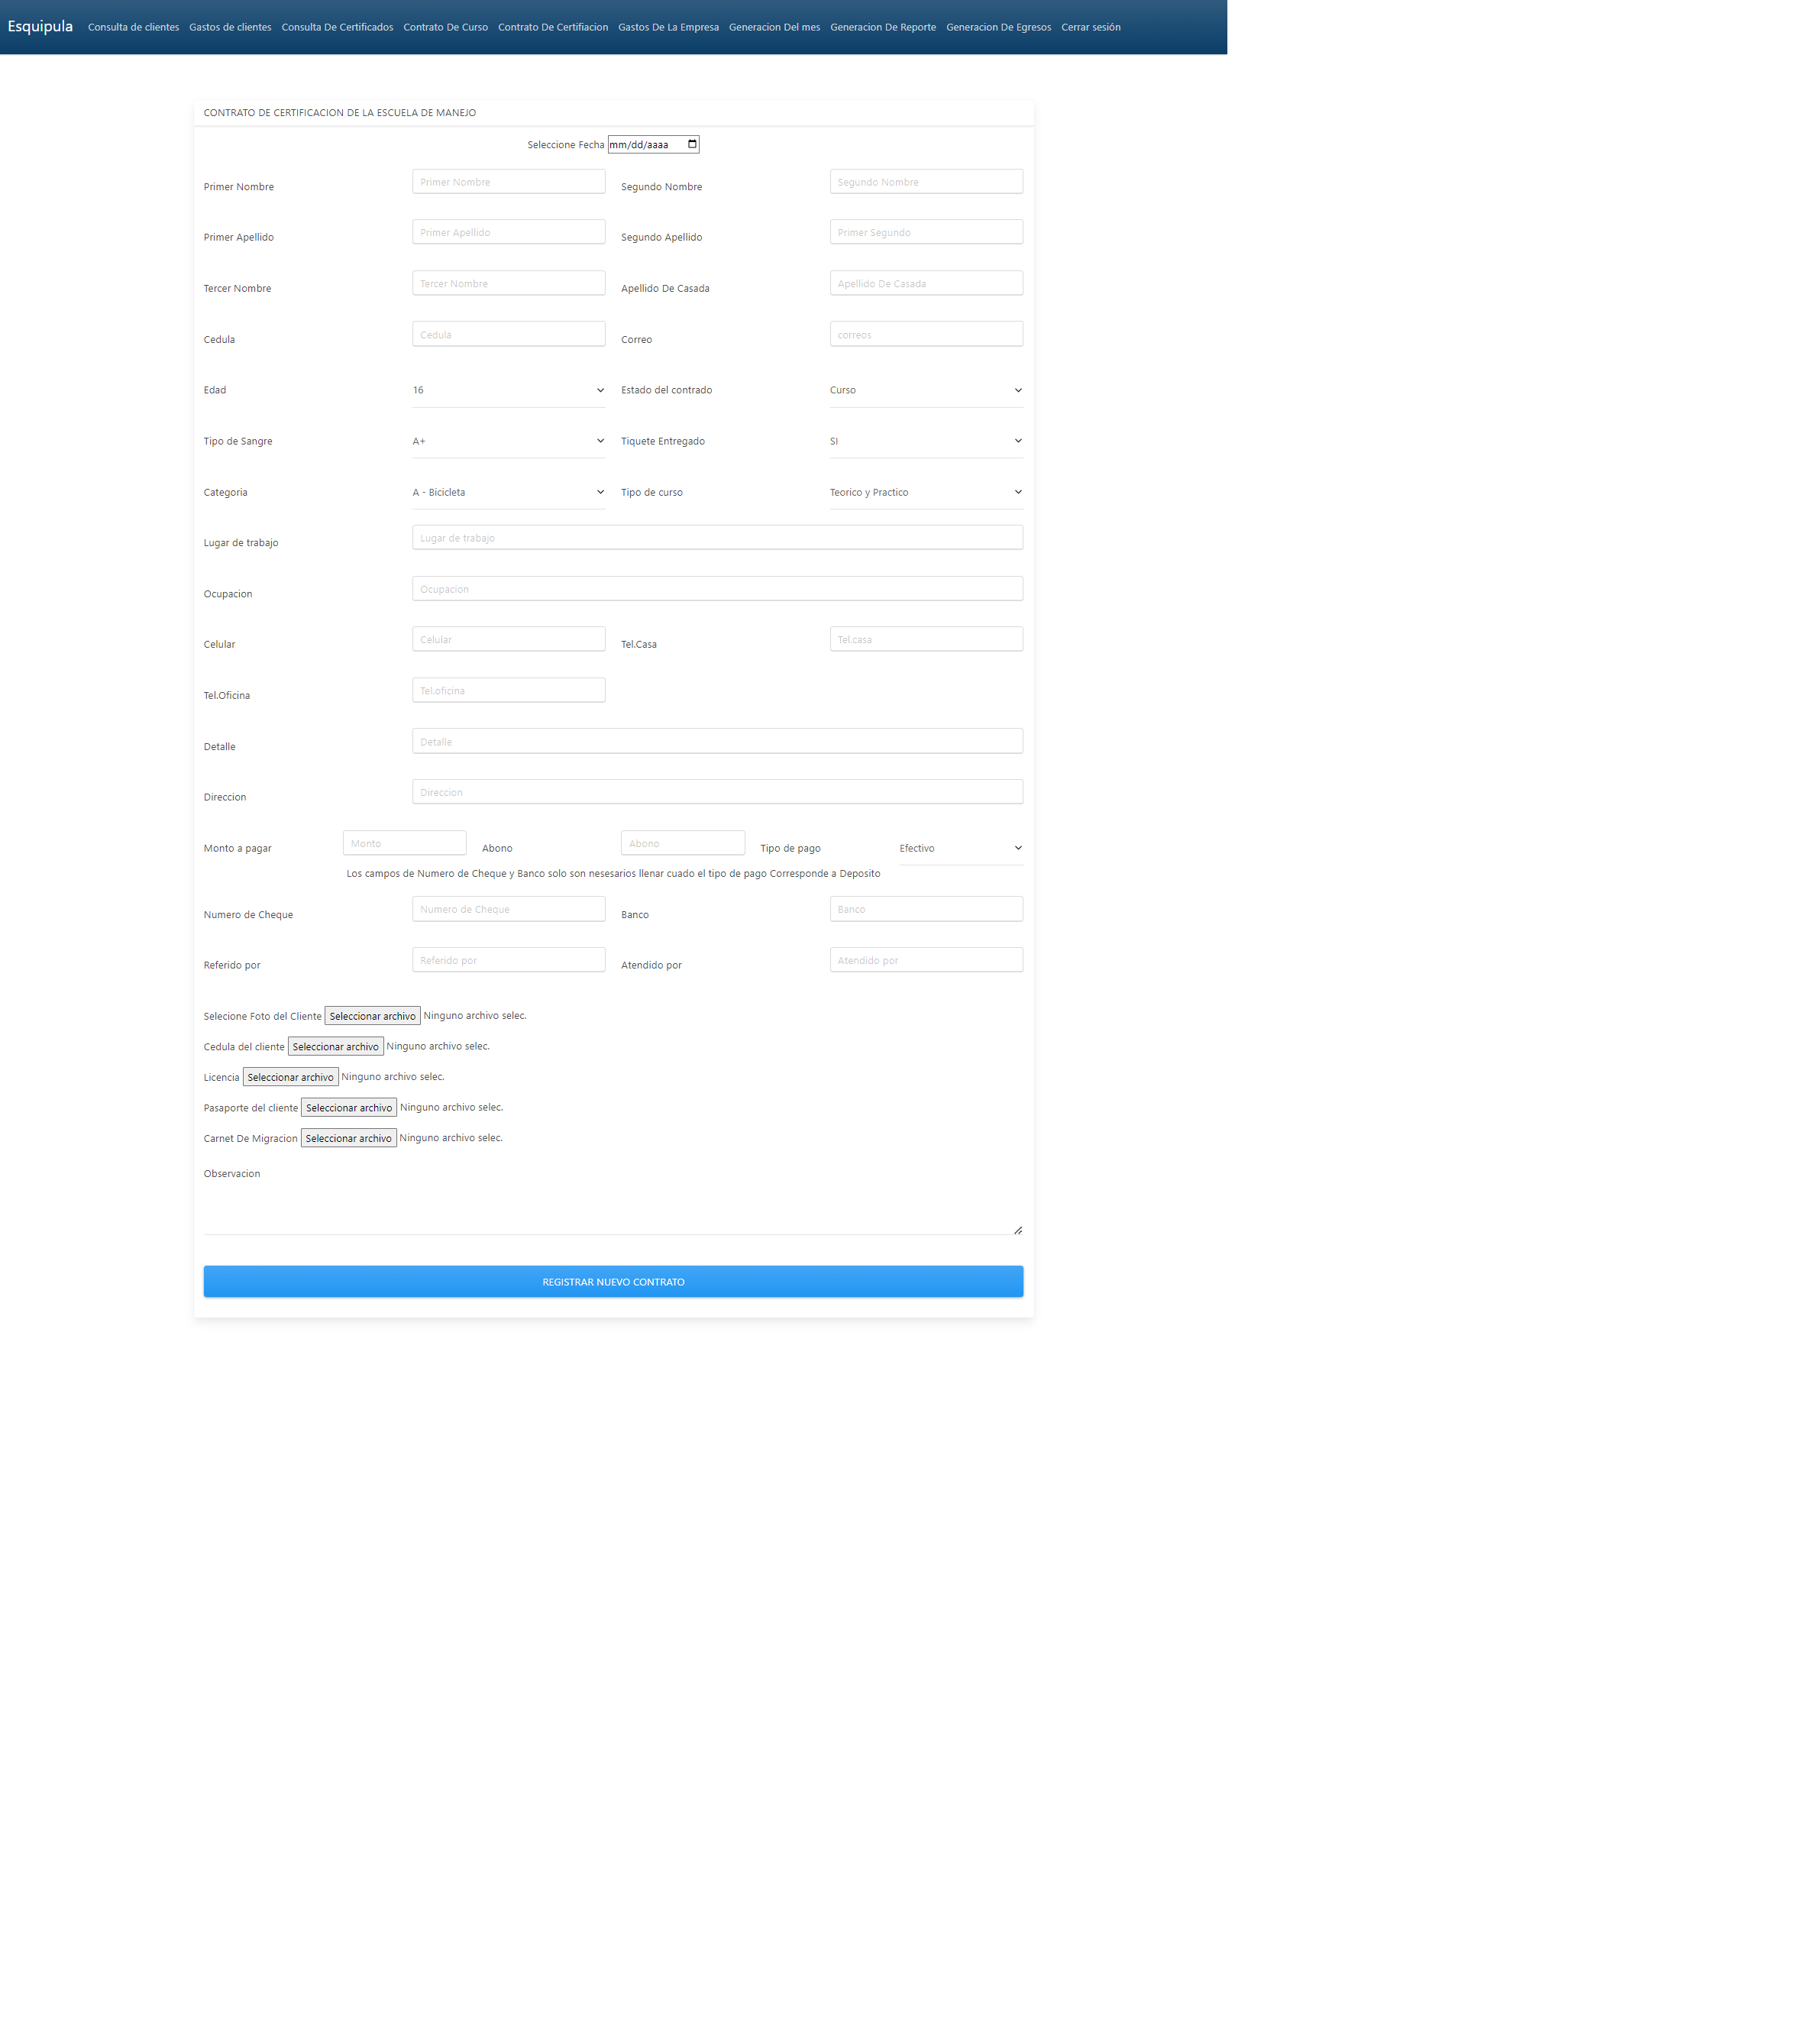 Esquipula Consulta de clientes Gastos de clientes Consulta De Certificados Contrato De Curso Contrato De Certifiacion Gastos De La Empresa Generacion Del mes Generacion De Reporte Generacion De Egresos Cerrar sesión
CONTRATO DE CERTIFICACION DE LA ESCUELA DE MANEJO
Seleccione Fecha mm/dd/aaaa
Primer Nombre Primer Nombre Segundo Nombre Segundo Nombre
Primer Apellido Primer Apellido Segundo Apellido Primer Segundo
Tercer Nombre Tercer Nombre Apellido De Casada Apellido De Casada
Cedula Cedula Correo correos
Edad 16 Estado del contrado Curso
Tipo de Sangre A+ Tiquete Entregado SI
Categoria A - Bicicleta Tipo de curso Teorico y Practico
Lugar de trabajo Lugar de trabajo
Ocupacion Ocupacion
Celular Celular Tel.Casa Tel.casa
Tel.Oficina Tel.oficina
Detalle Detalle
Direccion Direccion
Monto a pagar Monto Abono Abono Tipo de pago Efectivo
Los campos de Numero de Cheque y Banco solo son nesesarios llenar cuado el tipo de pago Corresponde a Deposito
Numero de Cheque Numero de Cheque Banco Banco
Referido por Referido por Atendido por Atendido por
Selecione Foto del Cliente Seleccionar archivo Ninguno archivo selec.
Cedula del cliente Seleccionar archivo Ninguno archivo selec.
Licencia Seleccionar archivo Ninguno archivo selec.
Pasaporte del cliente Seleccionar archivo Ninguno archivo selec.
Carnet De Migracion Seleccionar archivo Ninguno archivo selec.
Observacion
REGISTRAR NUEVO CONTRATO